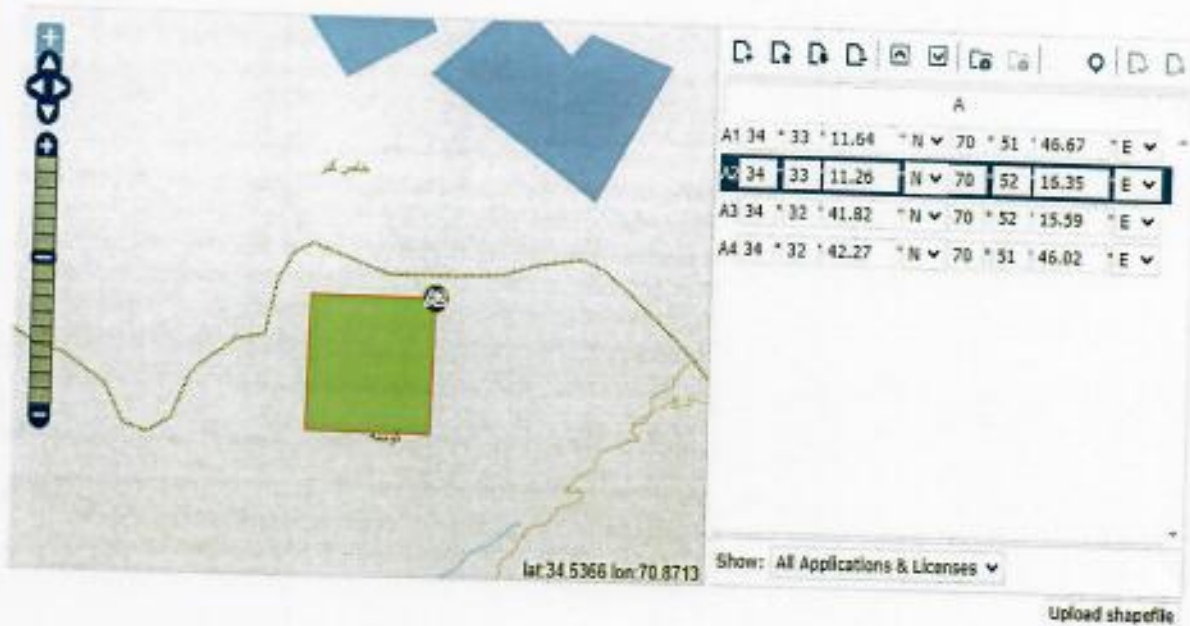 A
A1 34 ° 33 ' 11.64 " N 70 ° 51 ' 46.67 " E
A2 34 ° 33 ' 11.26 " N 70 ° 52 ' 16.35 " E
A3 34 ° 32 ' 41.82 " N 70 ° 52 ' 15.59 " E
A4 34 ° 32 ' 42.27 " N 70 ° 51 ' 46.02 " E
A2
lat:34.5366 lon:70.8713
Show: All Applications & Licenses
Upload shapefile